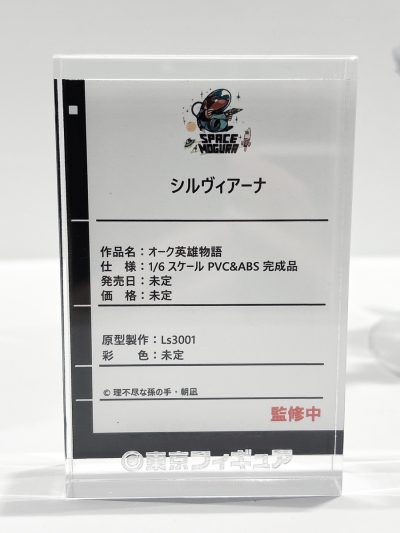 SPACE
MOGURA
シルヴィアーナ
作品名：オーク英雄物語
仕　様：1/6 スケール PVC&ABS 完成品
発売日：未定
価　格：未定
原型製作：Ls3001
彩　　色：未定
© 理不尽な孫の手・朝凪
監修中
©東京フィギュア